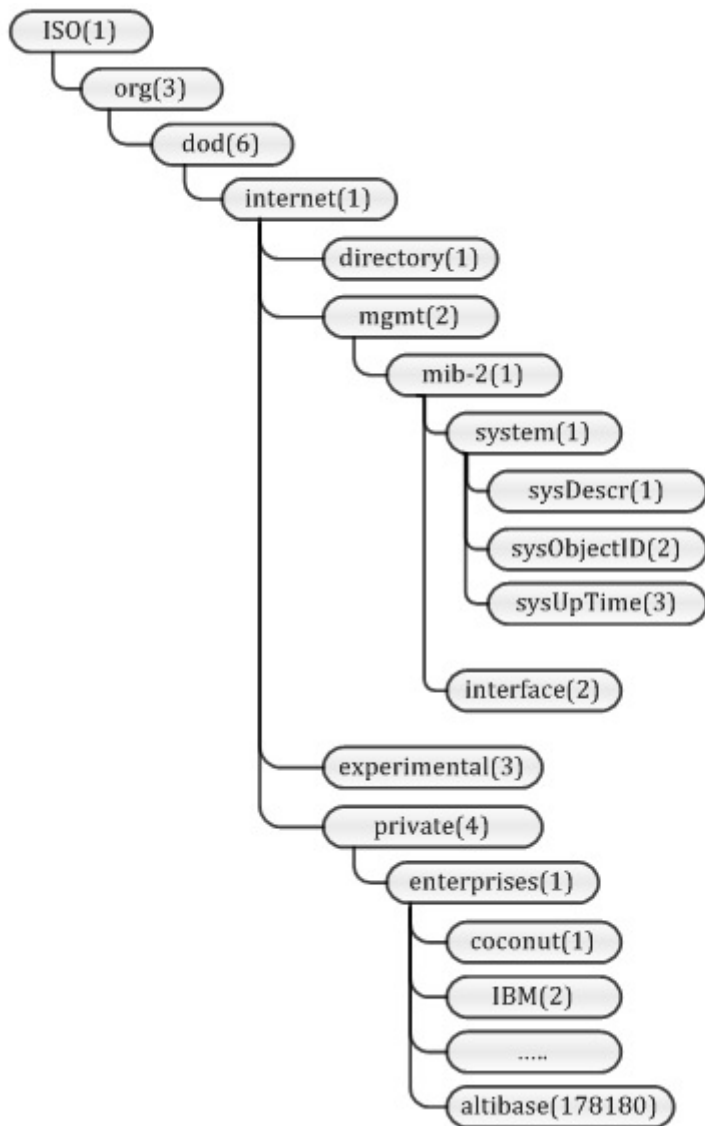 ISO(1)
org(3)
dod(6)
internet(1)
directory(1)
mgmt(2)
mib-2(1)
system(1)
sysDescr(1)
sysObjectID(2)
sysUpTime(3)
interface(2)
experimental(3)
private(4)
enterprises(1)
coconut(1)
IBM(2)
.....
altibase(178180)